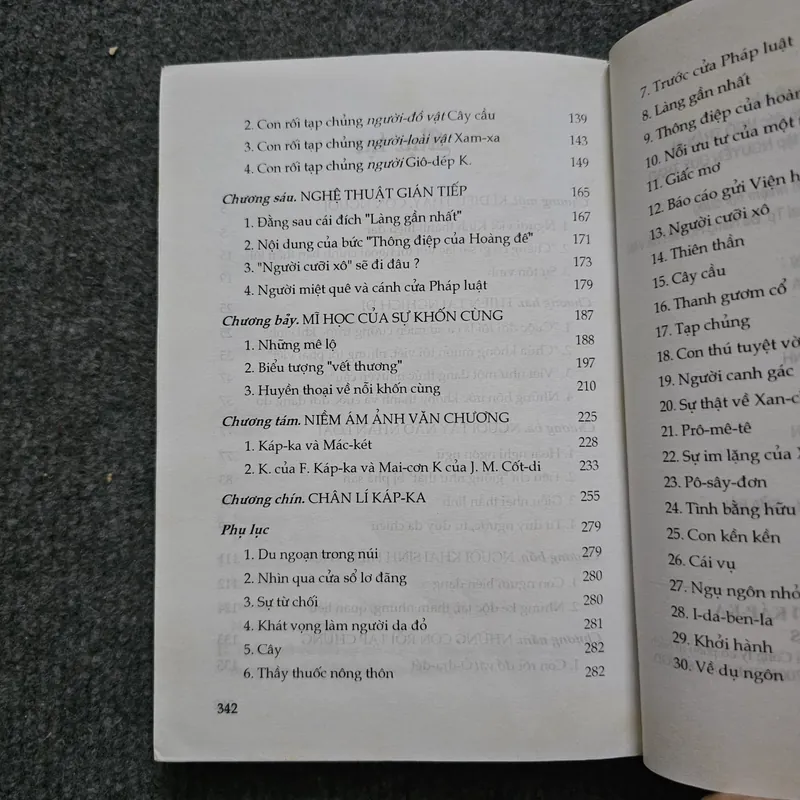 2. Con rối tạp chủng người-đồ vật Cây cầu 139
3. Con rối tạp chủng người-loài vật Xam-xa 143
4. Con rối tạp chủng người Giô-dép K. 149
Chương sáu. NGHỆ THUẬT GIÁN TIẾP 165
1. Đằng sau cái đích "Làng gần nhất" 167
2. Nội dung của bức "Thông điệp của Hoàng đế" 171
3. "Người cưỡi xô" sẽ đi đâu ? 173
4. Người miệt quê và cánh cửa Pháp luật 179
Chương bảy. MĨ HỌC CỦA SỰ KHỐN CÙNG 187
1. Những mê lộ 188
2. Biểu tượng "vết thương" 197
3. Huyền thoại về nỗi khốn cùng 210
Chương tám. NIỀM ÁM ẢNH VĂN CHƯƠNG 225
1. Káp-ka và Mác-két 228
2. K. của F. Káp-ka và Mai-cơn K của J. M. Cốt-di 233
Chương chín. CHÂN LÍ KÁP-KA 255
Phụ lục 279
1. Du ngoạn trong núi 279
2. Nhìn qua cửa sổ lơ đãng 280
3. Sự từ chối 280
4. Khát vọng làm người da đỏ 281
5. Cây 282
6. Thầy thuốc nông thôn 282
342
7. Trước cửa Pháp luật
8. Làng gần nhất
9. Thông điệp của hoàn
10. Nỗi ưu tư của một
11. Giấc mơ
12. Báo cáo gửi Viện h
13. Người cưỡi xô
14. Thiên thần
15. Cây cầu
16. Thanh gươm cổ
17. Tạp chủng
18. Con thú tuyệt vờ
19. Người canh gác
20. Sự thật về Xan-c
21. Prô-mê-tê
22. Sự im lặng của X
23. Pô-sây-đơn
24. Tình bằng hữu
25. Con kền kền
26. Cái vụ
27. Ngụ ngôn nhỏ
28. I-da-ben-la
29. Khởi hành
30. Về dụ ngôn